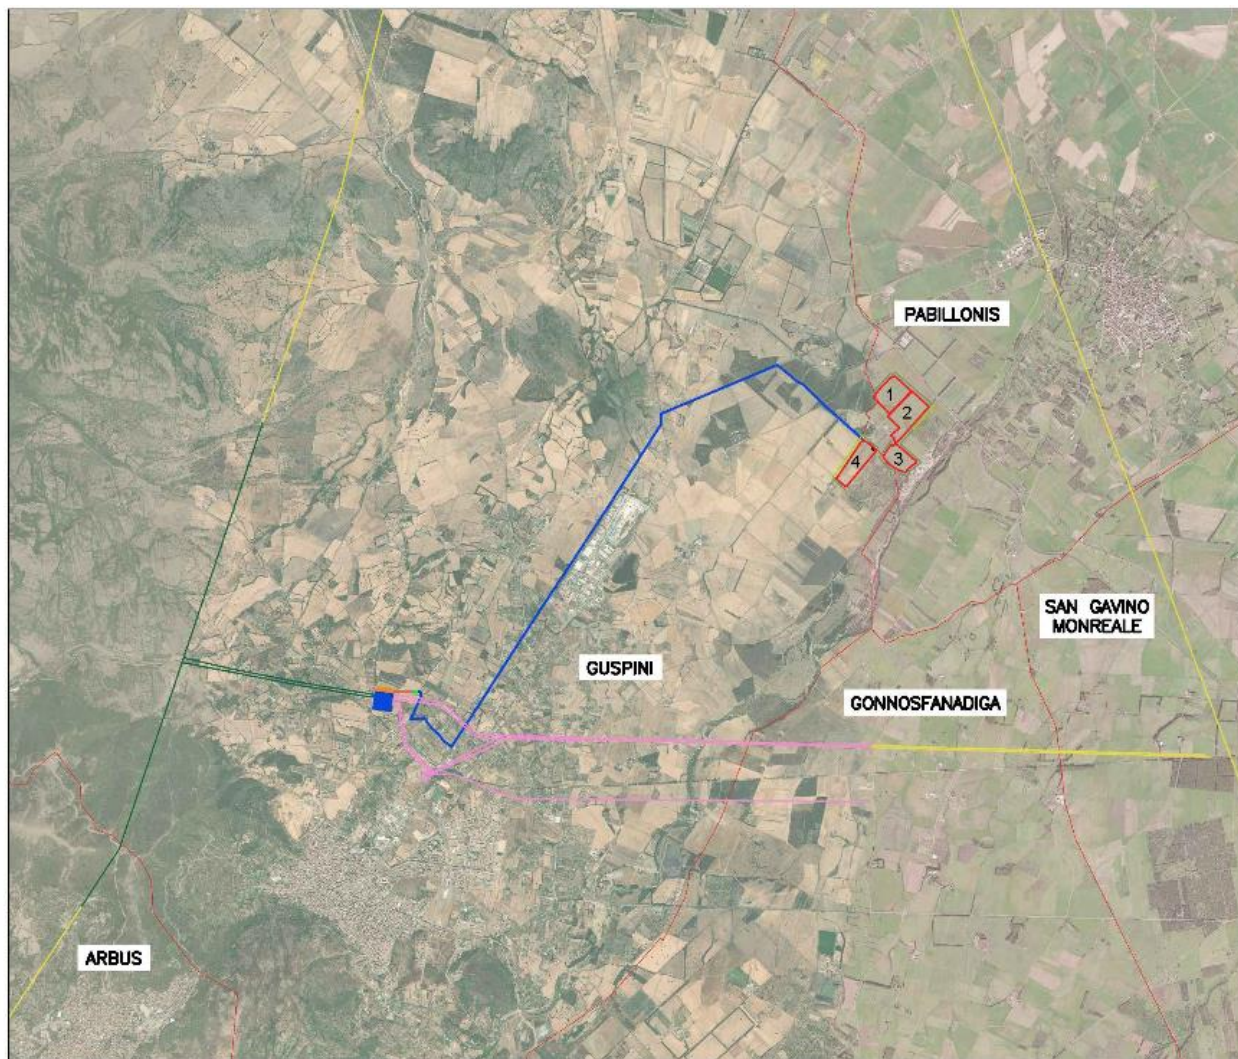 PABILLONIS
1
2
3
4
SAN GAVINO
MONREALE
GUSPINI
GONNOSFANADIGA
ARBUS